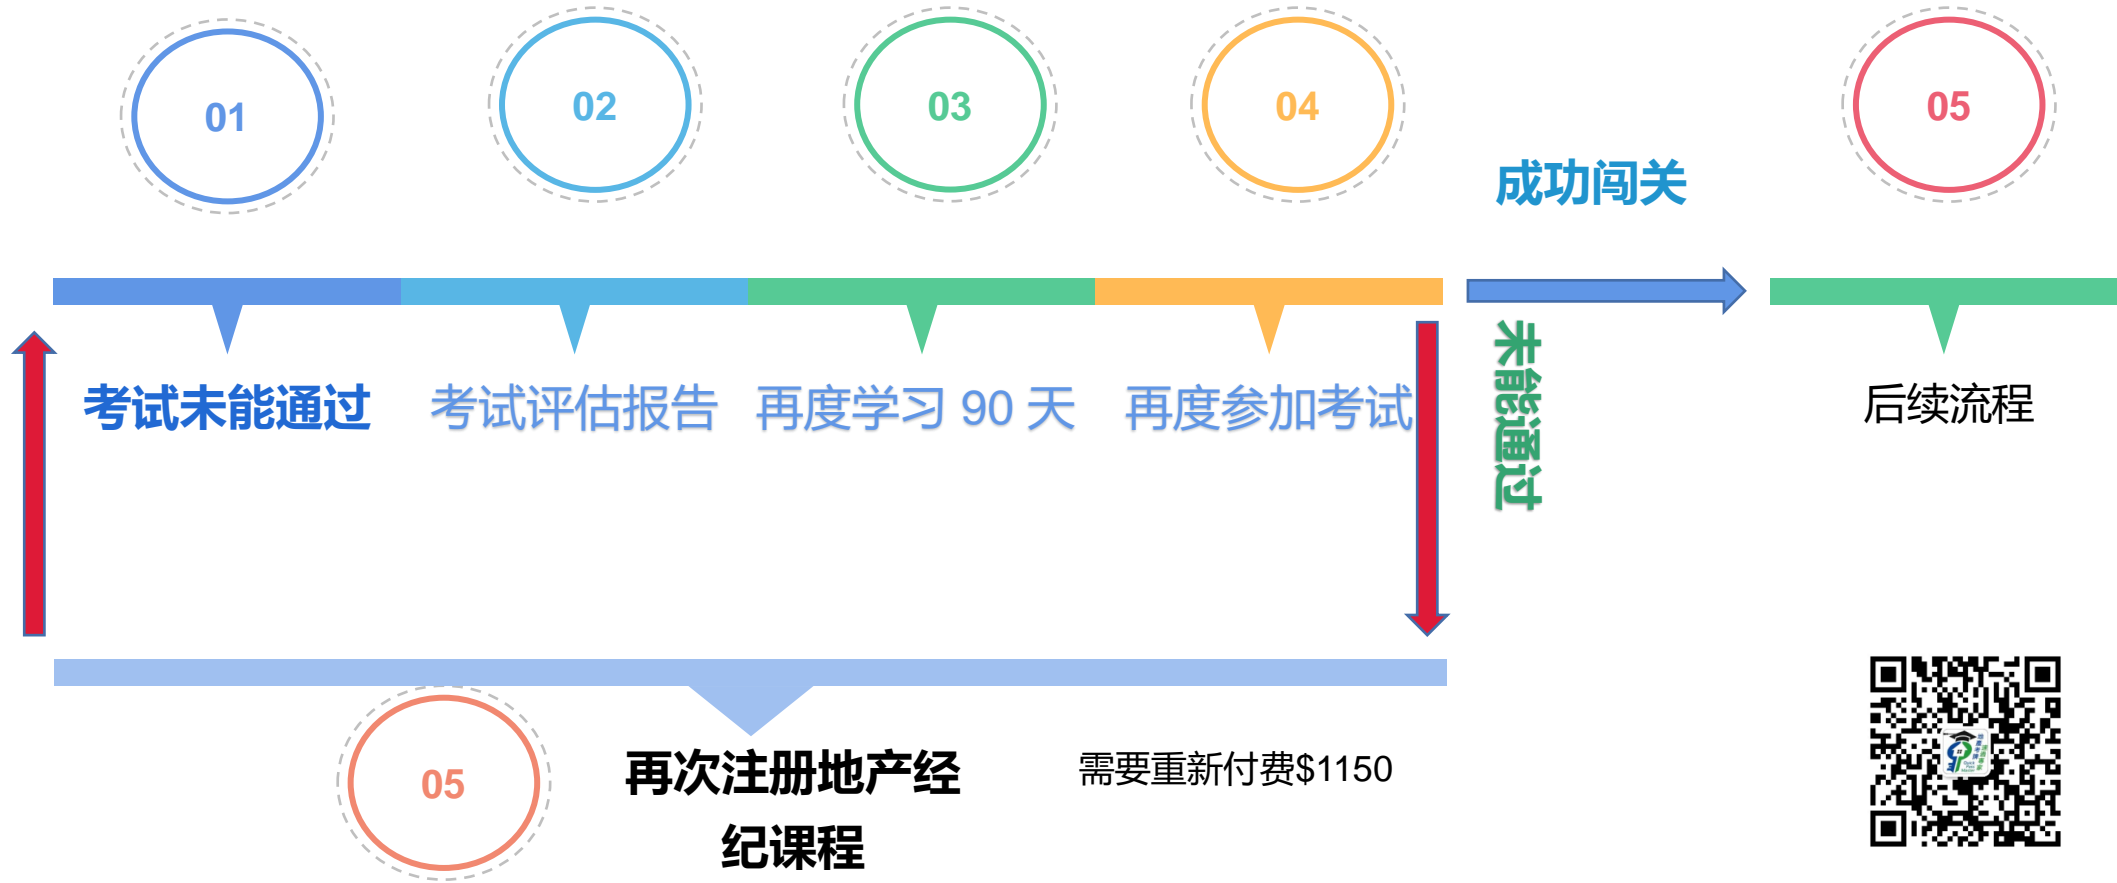 01
02
03
04
05
成功闯关
未能通过
考试未能通过
考试评估报告
再度学习 90 天
再度参加考试
后续流程
05
再次注册地产经
纪课程
需要重新付费$1150